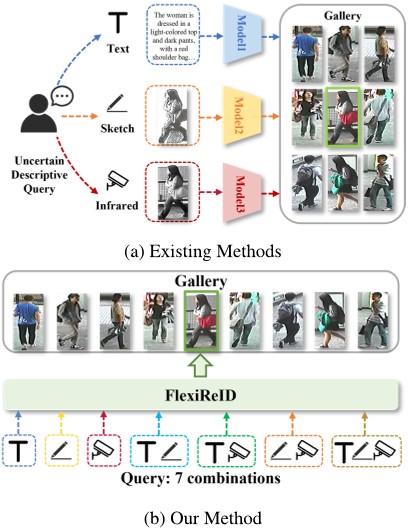 Gallery
T
Text
The woman is
dressed in a
light-colored top
and dark pants,
with a red
shoulder bag…
Model1
Sketch
Model2
Uncertain
Descriptive
Query
Infrared
Model3
(a) Existing Methods
Gallery
FlexiReID
T T T T
Query: 7 combinations
(b) Our Method